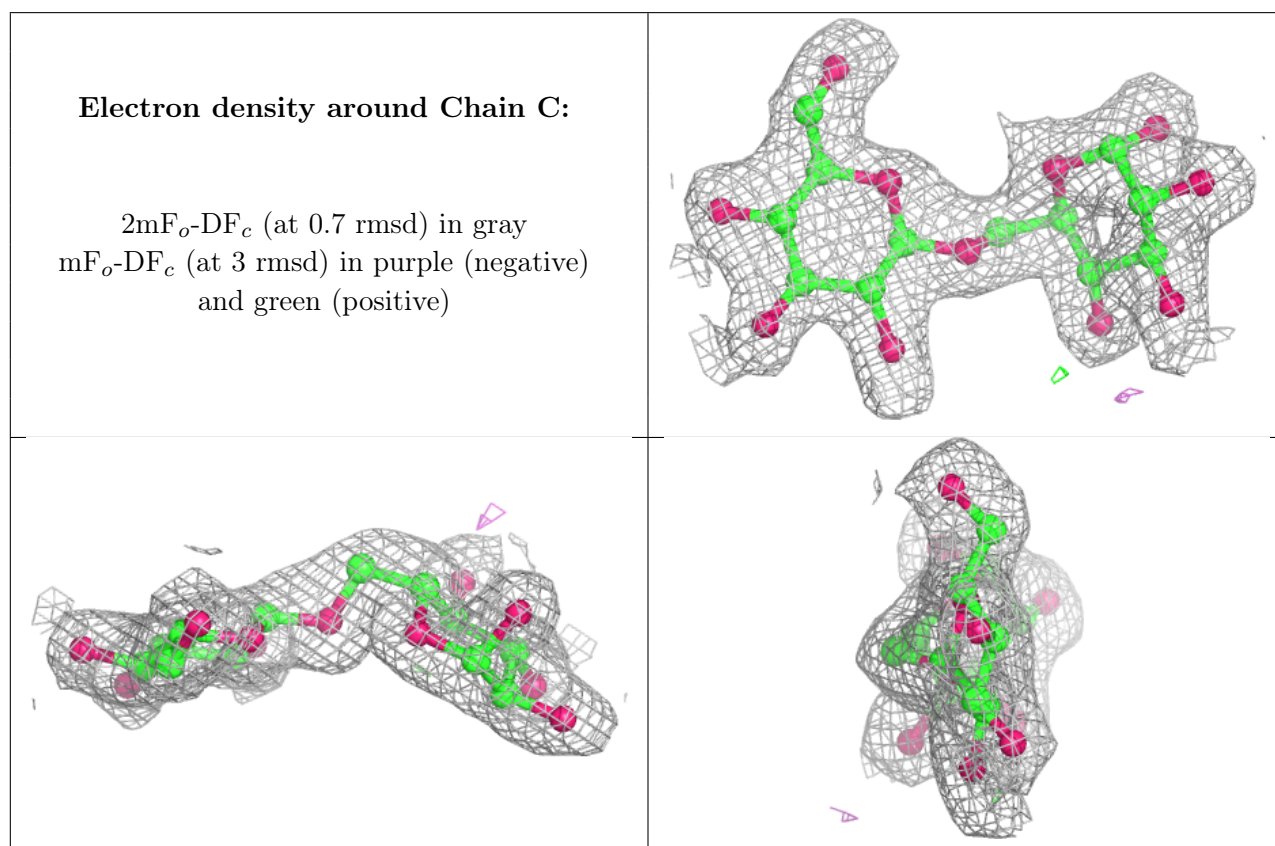 Electron density around Chain C:
2mFo-DFc (at 0.7 rmsd) in gray
mFo-DFc (at 3 rmsd) in purple (negative)
and green (positive)